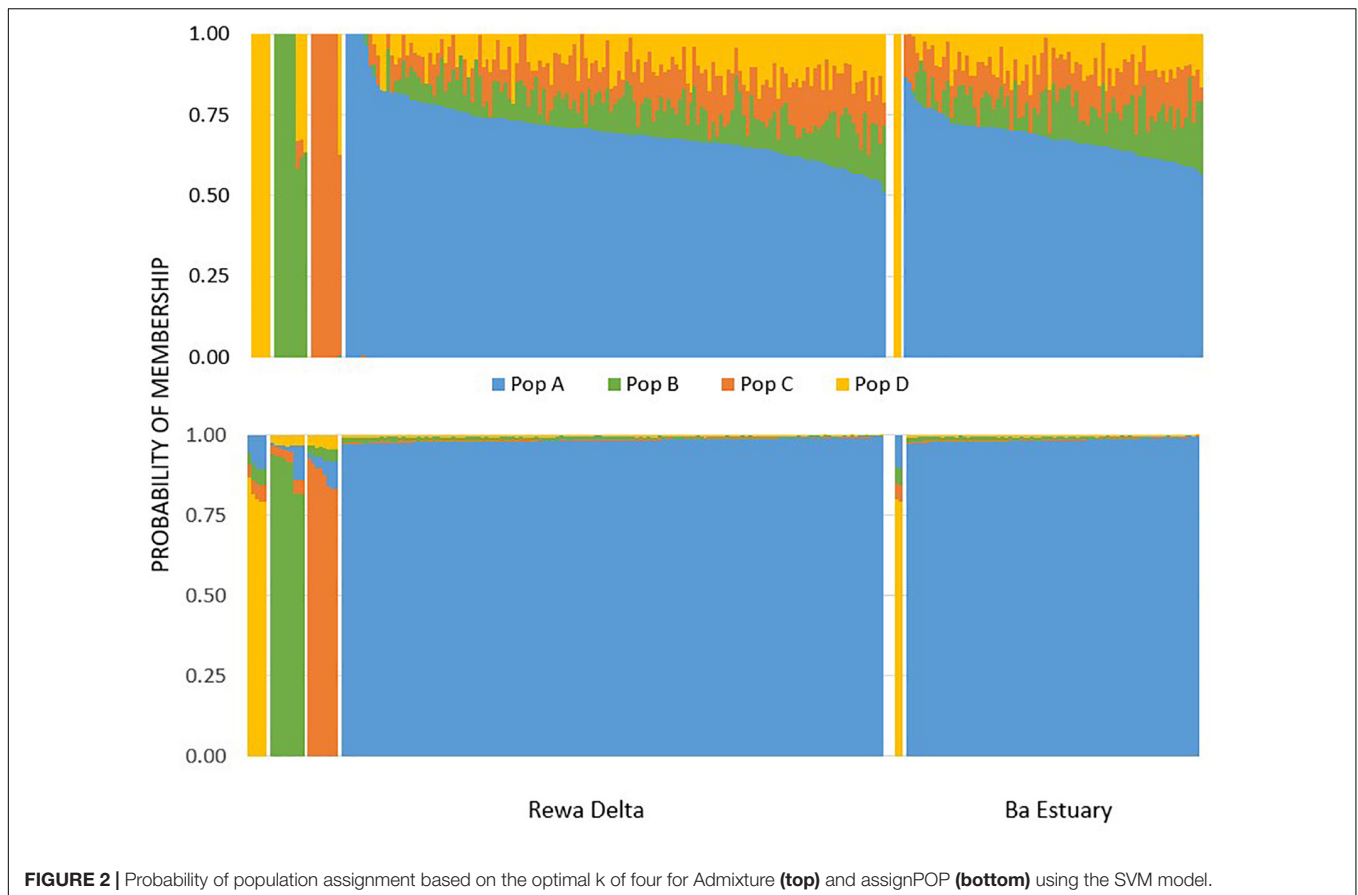 1.00
0.75
0.50
0.25
0.00
PROBABILITY OF MEMBERSHIP
Pop A Pop B Pop C Pop D
1.00
0.75
0.50
0.25
0.00
Rewa Delta Ba Estuary
FIGURE 2 | Probability of population assignment based on the optimal k of four for Admixture (top) and assignPOP (bottom) using the SVM model.